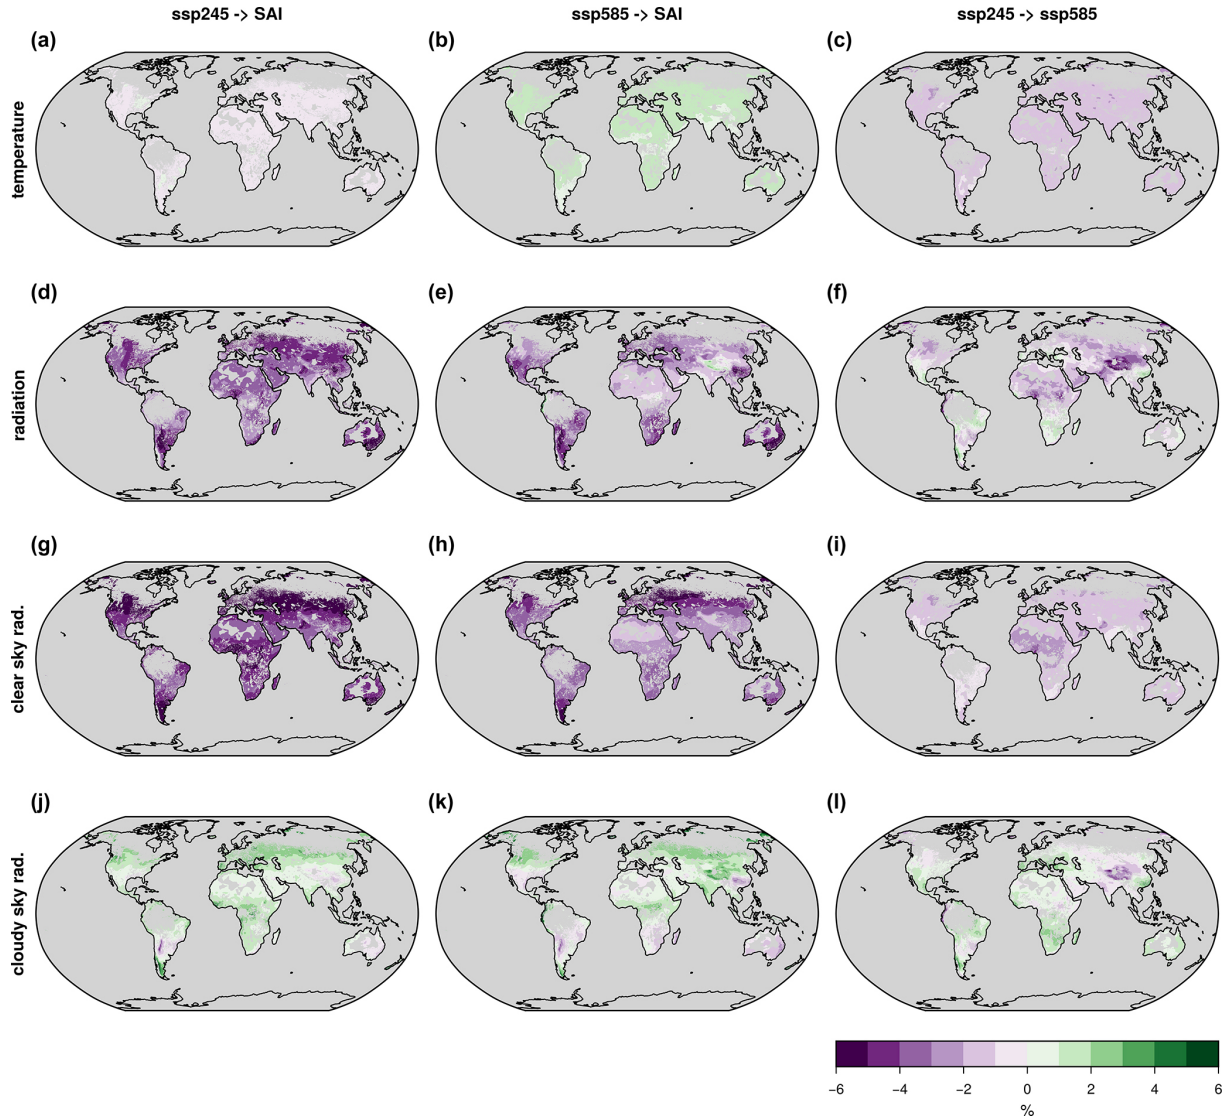 ssp245 -> SAI
ssp585 -> SAI
ssp245 -> ssp585
(a)
(b)
(c)
temperature
(d)
(e)
(f)
radiation
(g)
(h)
(i)
clear sky rad.
(j)
(k)
(l)
cloudy sky rad.
−6 −4 −2 0 2 4 6
%